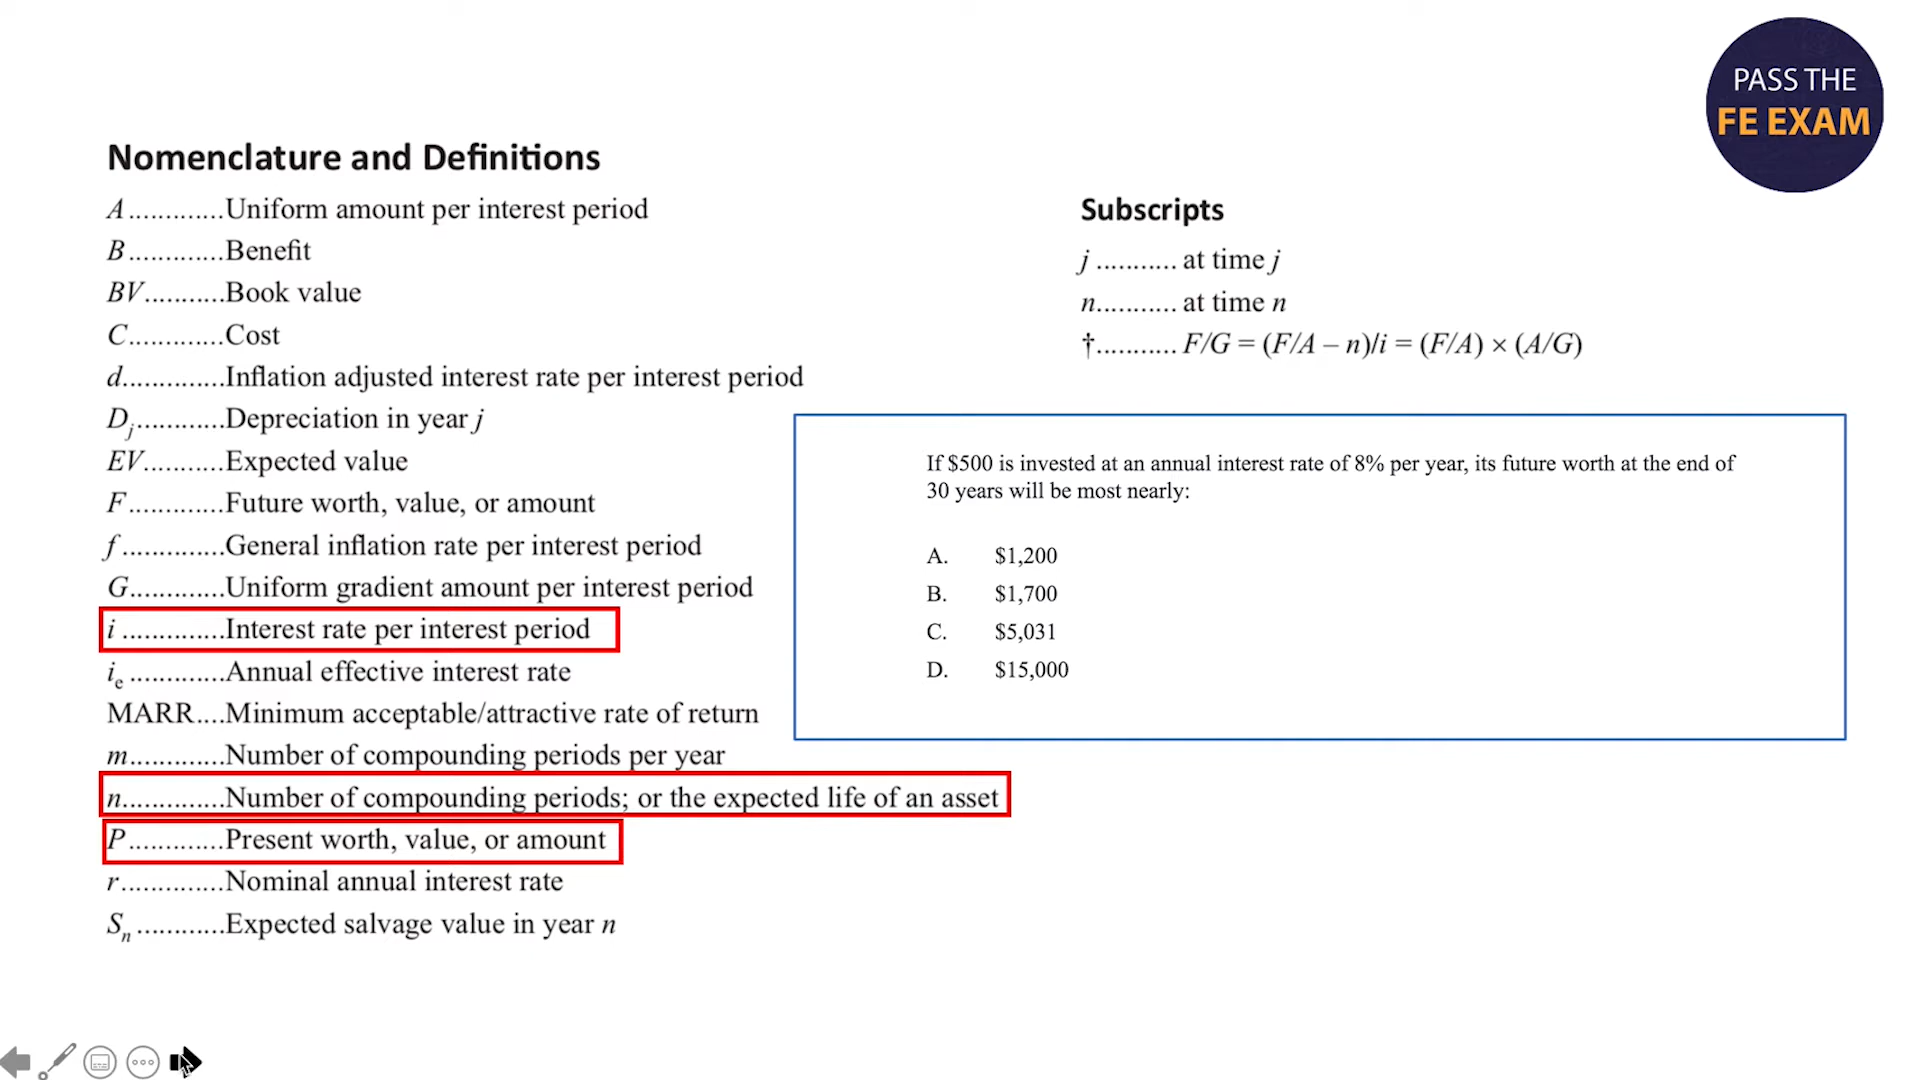 PASS THE
FE EXAM
Nomenclature and Definitions
A.............Uniform amount per interest period
B.............Benefit
BV...........Book value
C.............Cost
d..............Inflation adjusted interest rate per interest period
Dj............Depreciation in year j
EV...........Expected value
F.............Future worth, value, or amount
f..............General inflation rate per interest period
G.............Uniform gradient amount per interest period
i..............Interest rate per interest period
ie.............Annual effective interest rate
MARR....Minimum acceptable/attractive rate of return
m.............Number of compounding periods per year
n..............Number of compounding periods; or the expected life of an asset
P.............Present worth, value, or amount
r..............Nominal annual interest rate
Sn............Expected salvage value in year n
Subscripts
j........... at time j
n........... at time n
†........... F/G = (F/A – n)/i = (F/A) × (A/G)
If $500 is invested at an annual interest rate of 8% per year, its future worth at the end of
30 years will be most nearly:
A. $1,200
B. $1,700
C. $5,031
D. $15,000